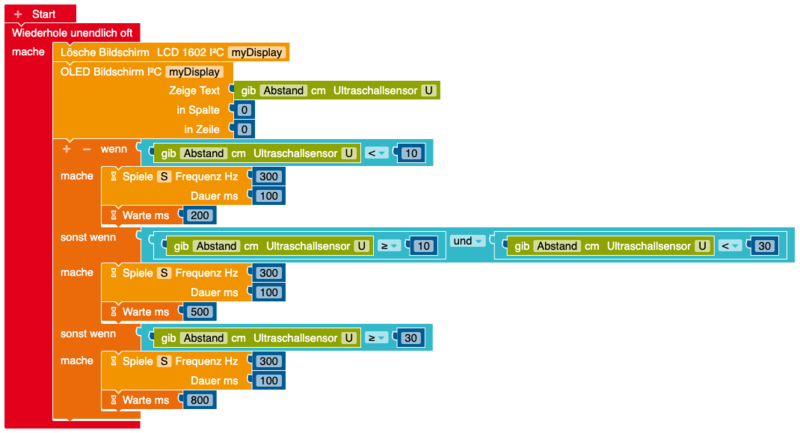 + Start
Wiederhole unendlich oft
mache Lösche Bildschirm LCD 1602 I²C myDisplay
OLED Bildschirm I²C myDisplay
Zeige Text gib Abstand cm Ultraschallsensor U
in Spalte 0
in Zeile 0
+ − wenn gib Abstand cm Ultraschallsensor U < 10
mache Spiele S Frequenz Hz 300
Dauer ms 100
Warte ms 200
sonst wenn gib Abstand cm Ultraschallsensor U ≥ 10 und gib Abstand cm Ultraschallsensor U < 30
mache Spiele S Frequenz Hz 300
Dauer ms 100
Warte ms 500
sonst wenn gib Abstand cm Ultraschallsensor U ≥ 30
mache Spiele S Frequenz Hz 300
Dauer ms 100
Warte ms 800